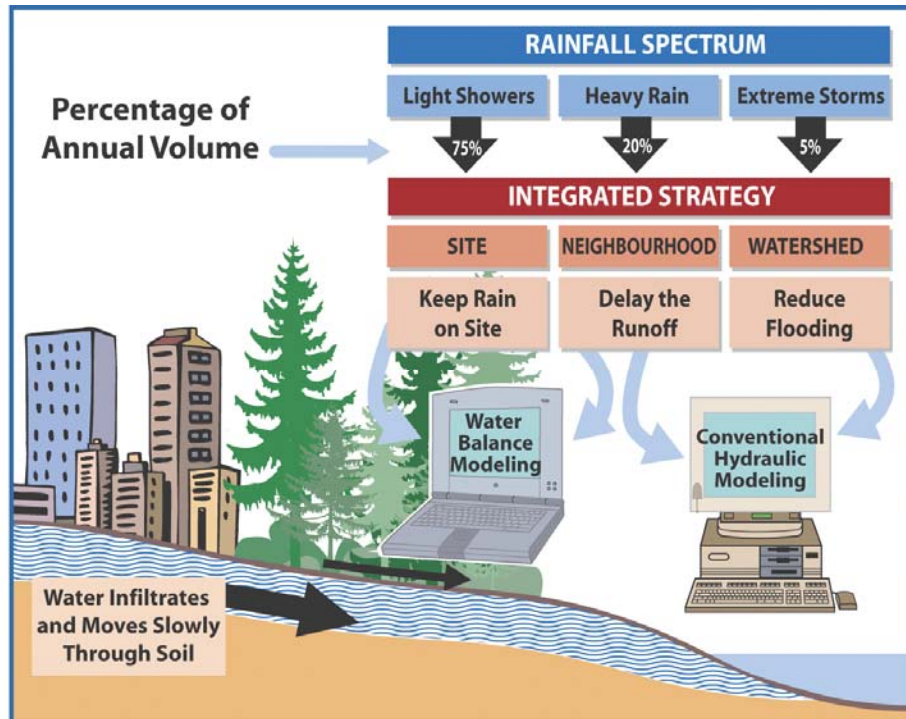 RAINFALL SPECTRUM
Percentage of
Annual Volume
Light Showers
Heavy Rain
Extreme Storms
75%
20%
5%
INTEGRATED STRATEGY
SITE
NEIGHBOURHOOD
WATERSHED
Keep Rain
on Site
Delay the
Runoff
Reduce
Flooding
Water
Balance
Modeling
Conventional
Hydraulic
Modeling
Water Infiltrates
and Moves Slowly
Through Soil